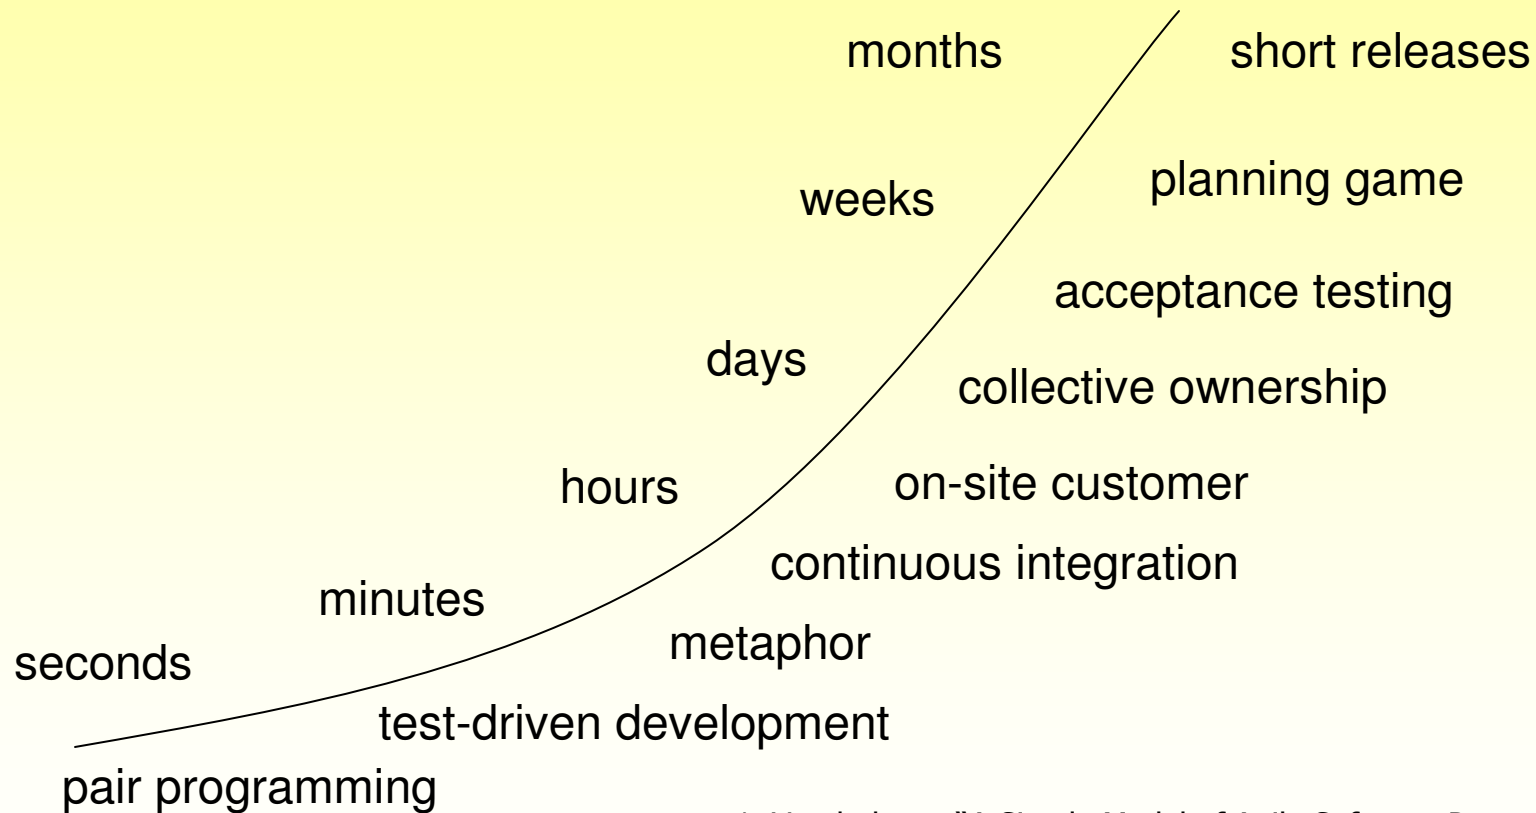 months short releases
weeks planning game
acceptance testing
days
collective ownership
hours on-site customer
continuous integration
minutes
metaphor
seconds
test-driven development
pair programming